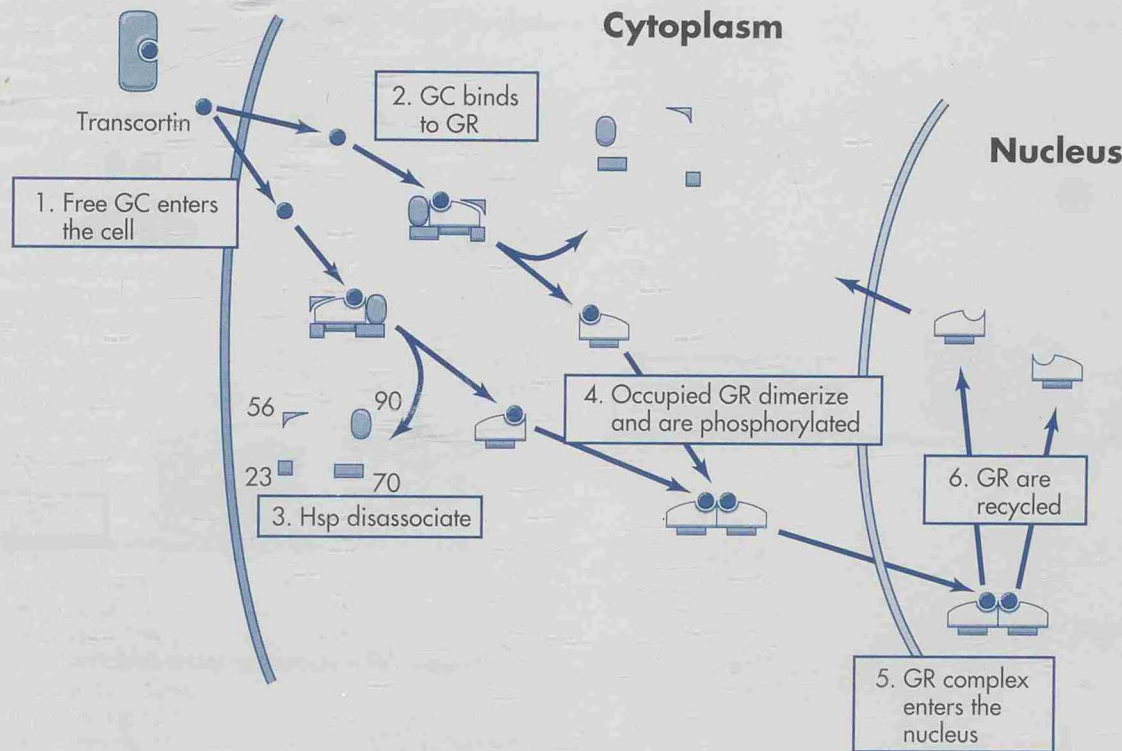 Cytoplasm
2. GC binds
to GR
Transcortin
Nucleus
1. Free GC enters
the cell
56
90
4. Occupied GR dimerize
and are phosphorylated
23
70
3. Hsp disassociate
6. GR are
recycled
5. GR complex
enters the
nucleus